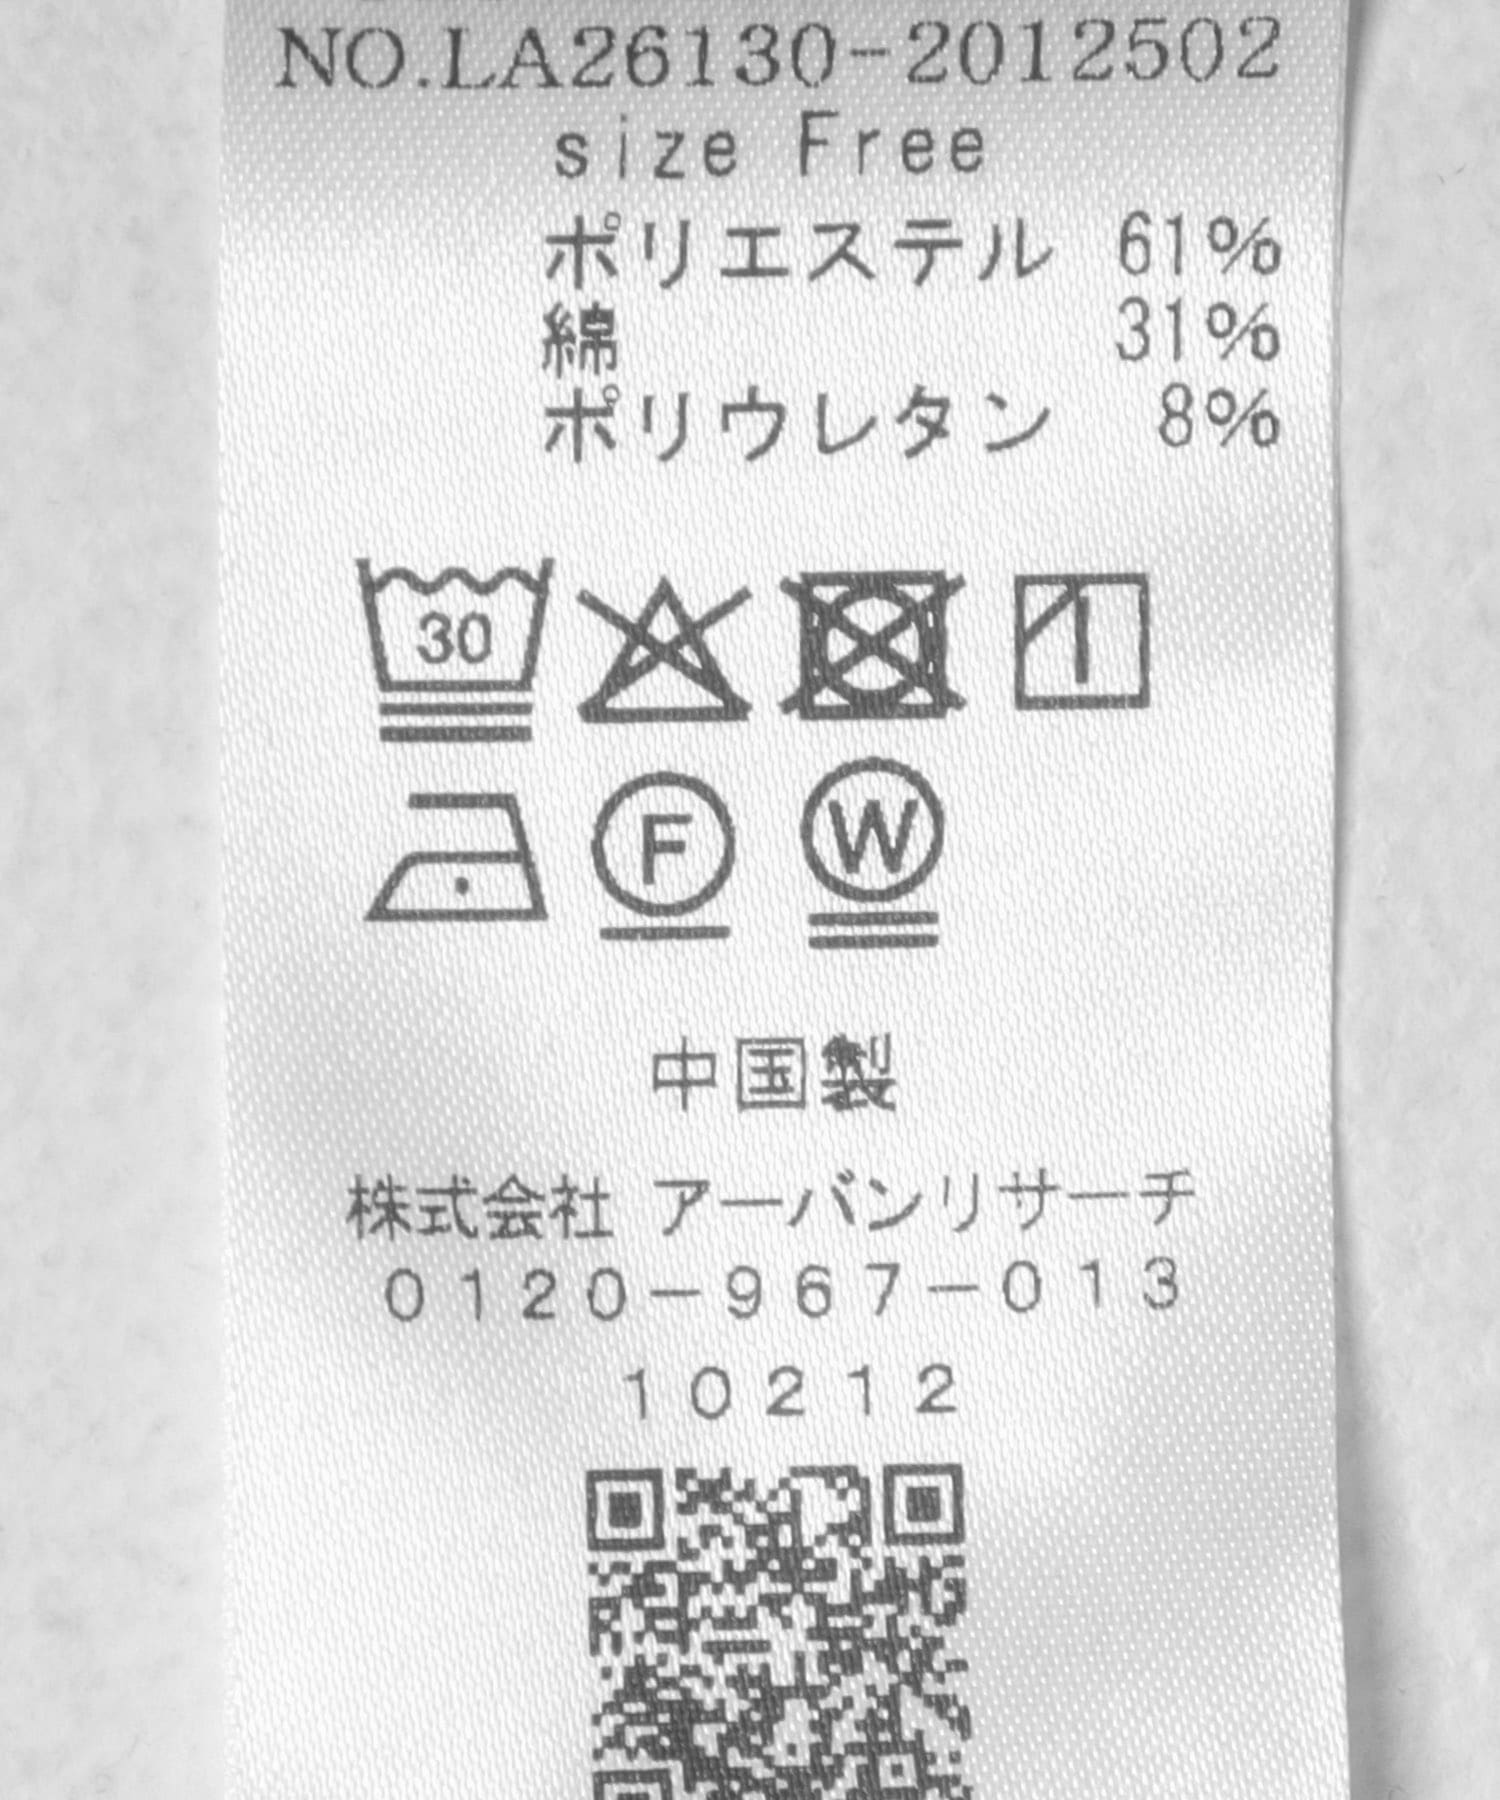 NO.LA26130-2012502
size Free
ポリエステル 61%
綿 31%
ポリウレタン 8%
30
F W
中国製
株式会社 アーバンリサーチ
0120-967-013
10212